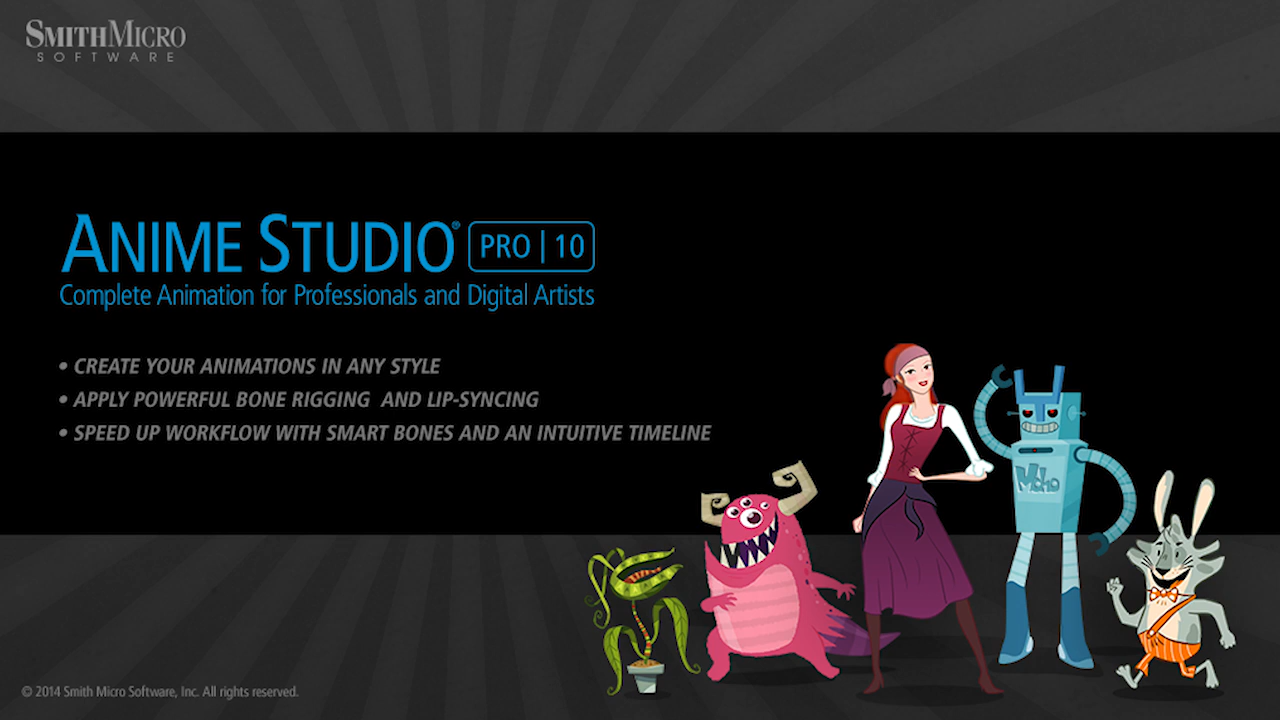 SMITHMICRO
SOFTWARE
ANIME STUDIO® PRO | 10
Complete Animation for Professionals and Digital Artists
• CREATE YOUR ANIMATIONS IN ANY STYLE
• APPLY POWERFUL BONE RIGGING  AND LIP-SYNCING
• SPEED UP WORKFLOW WITH SMART BONES AND AN INTUITIVE TIMELINE
Moho
© 2014 Smith Micro Software, Inc. All rights reserved.